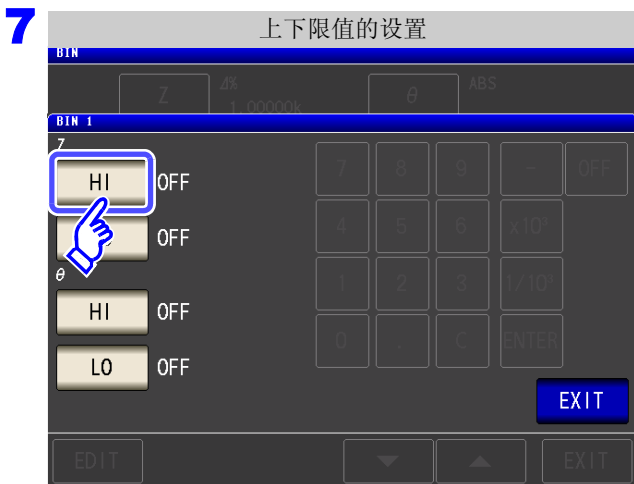 7
上下限值的设置
BIN
Z Δ% 1.00000k θ ABS
BIN 1
Z
HI OFF 7 8 9 - OFF
OFF 4 5 6 x10³
θ
HI OFF 1 2 3 1/10³
LO OFF 0 . C ENTER
EXIT
EDIT EXIT